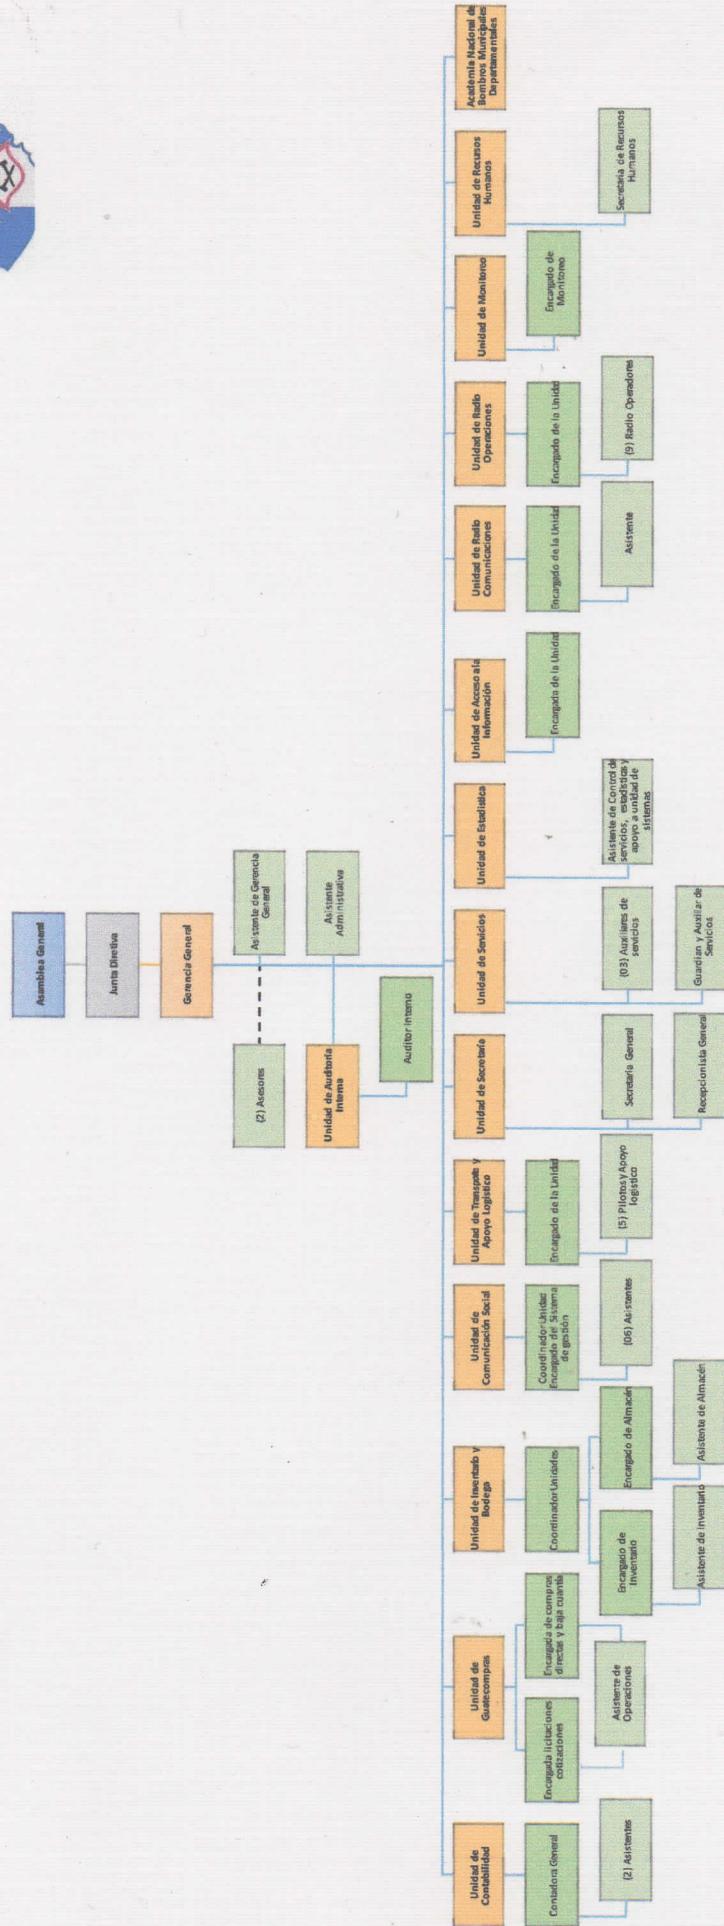 Asamblea General
Junta Diretiva
Gerencia General
(2) Asesores
Asistente de Gerencia
General
Unidad de Auditoría
Interna
Asistente
Administrativa
Auditor Interno
Unidad de
Contabilidad
Contadora General
(2) Asistentes
Unidad de
Guatecompras
Encargada licitaciones
cotizaciones
Encargada de compras
directas y baja cuantía
Asistente de
Operaciones
Unidad de Inventario y
Bodega
Coordinador Unidades
Encargado de
Inventario
Encargado de Almacén
Asistente de Inventario
Asistente de Almacén
Unidad de
Comunicación Social
Coordinador Unidad
Encargado del Sistema
de gestión
(06) Asistentes
Unidad de Transpote y
Apoyo Logístico
Encargado de la Unidad
(5) Pilotos y Apoyo
logístico
Unidad de Secretaría
Secretaria General
Recepcionista General
Unidad de Servicios
(03) Auxiliares de
servicios
Guardian y Auxiliar de
Servicios
Unidad de Estadística
Asistente de Control de
servicios, estadísticas y
apoyo a unidad de
sistemas
Unidad de Acceso a la
Información
Encargada de la Unidad
Unidad de Radio
Comunicaciones
Encargado de la Unidad
Asistente
Unidad de Radio
Operaciones
Encargado de la Unidad
(9) Radio Operadores
Unidad de Monitoreo
Encargado de
Monitoreo
Unidad de Recursos
Humanos
Secretaria de Recursos
Humanos
Academia Nacional de
Bombros Municipales
Departamentales